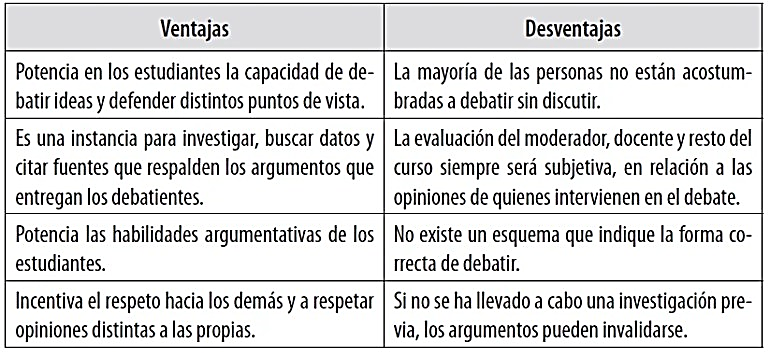 Ventajas
Desventajas
Potencia en los estudiantes la capacidad de de-
batir ideas y defender distintos puntos de vista.
La mayoría de las personas no están acostum-
bradas a debatir sin discutir.
Es una instancia para investigar, buscar datos y
citar fuentes que respalden los argumentos que
entregan los debatientes.
La evaluación del moderador, docente y resto del
curso siempre será subjetiva, en relación a las
opiniones de quienes intervienen en el debate.
Potencia las habilidades argumentativas de los
estudiantes.
No existe un esquema que indique la forma co-
rrecta de debatir.
Incentiva el respeto hacia los demás y a respetar
opiniones distintas a las propias.
Si no se ha llevado a cabo una investigación pre-
via, los argumentos pueden invalidarse.